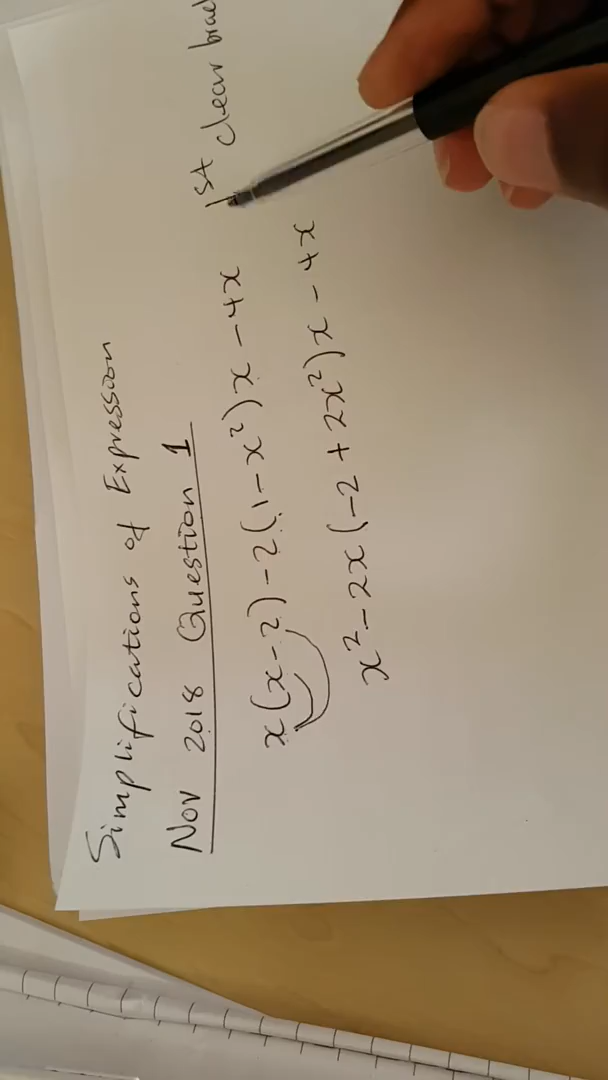 Simplifications of Expression
Nov 2018 Question 1
x(x-2)-2(1-x²)x-4x 1st clear
x²-2x(-2+2x²)x-4x